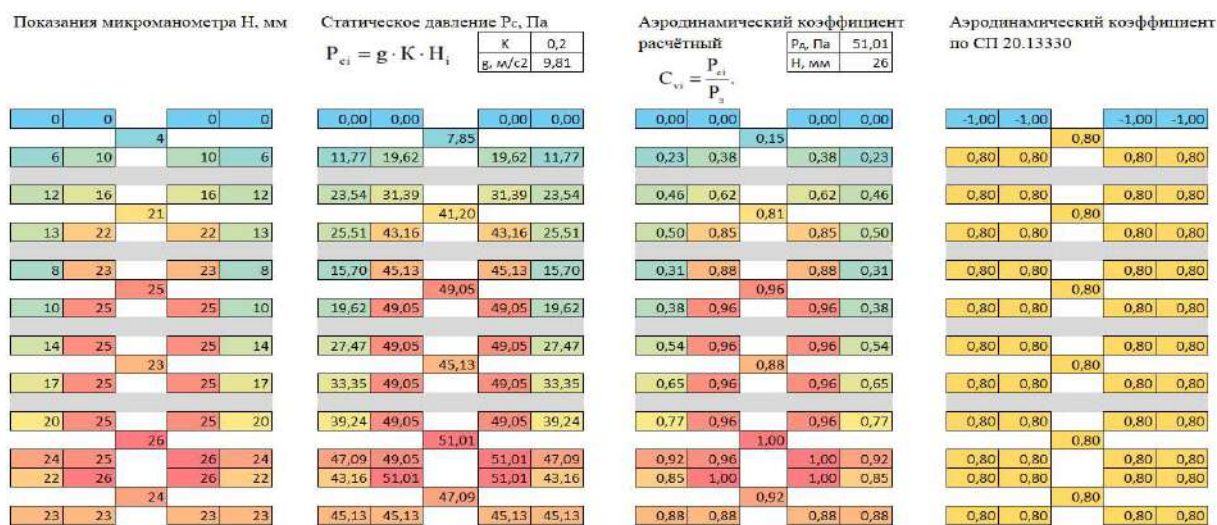 Показания микроманометра Н, мм
Статическое давление Рс, Па
Аэродинамический коэффициент
расчётный
Аэродинамический коэффициент
по СП 20.13330
P_ci = g · K · H_i
К 0,2
g, м/с2 9,81
C_vi = P_ci / P_д.
Рд, Па 51,01
Н, мм 26
0 0 0 0 0,00 0,00 0,00 0,00 0,00 0,00 0,00 0,00 -1,00 -1,00 -1,00 -1,00
4 7,85 0,15 0,80
6 10 10 6 11,77 19,62 19,62 11,77 0,23 0,38 0,38 0,23 0,80 0,80 0,80 0,80
12 16 16 12 23,54 31,39 31,39 23,54 0,46 0,62 0,62 0,46 0,80 0,80 0,80 0,80
21 41,20 0,81 0,80
13 22 22 13 25,51 43,16 43,16 25,51 0,50 0,85 0,85 0,50 0,80 0,80 0,80 0,80
8 23 23 8 15,70 45,13 45,13 15,70 0,31 0,88 0,88 0,31 0,80 0,80 0,80 0,80
25 49,05 0,96 0,80
10 25 25 10 19,62 49,05 49,05 19,62 0,38 0,96 0,96 0,38 0,80 0,80 0,80 0,80
14 25 25 14 27,47 49,05 49,05 27,47 0,54 0,96 0,96 0,54 0,80 0,80 0,80 0,80
23 45,13 0,88 0,80
17 25 25 17 33,35 49,05 49,05 33,35 0,65 0,96 0,96 0,65 0,80 0,80 0,80 0,80
20 25 25 20 39,24 49,05 49,05 39,24 0,77 0,96 0,96 0,77 0,80 0,80 0,80 0,80
26 51,01 1,00 0,80
24 25 26 24 47,09 49,05 51,01 47,09 0,92 0,96 1,00 0,92 0,80 0,80 0,80 0,80
22 26 26 22 43,16 51,01 51,01 43,16 0,85 1,00 1,00 0,85 0,80 0,80 0,80 0,80
24 47,09 0,92 0,80
23 23 23 23 45,13 45,13 45,13 45,13 0,88 0,88 0,88 0,88 0,80 0,80 0,80 0,80